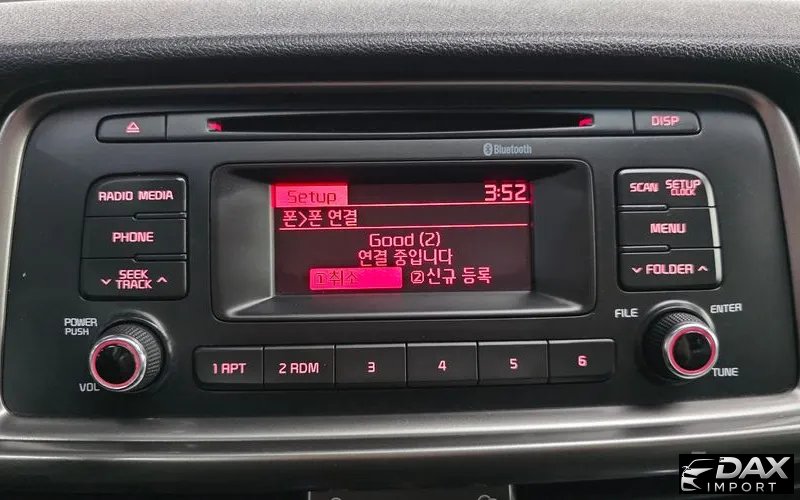 DISP
Bluetooth
RADIO MEDIA
PHONE
SEEK
TRACK
Setup 3:52
폰>폰 연결
Good (2)
연결 중입니다
①취소 ②신규 등록
SCAN SETUP
CLOCK
MENU
FOLDER
POWER
PUSH
VOL
1 RPT 2 RDM 3 4 5 6
FILE ENTER
TUNE
DAX
IMPORT